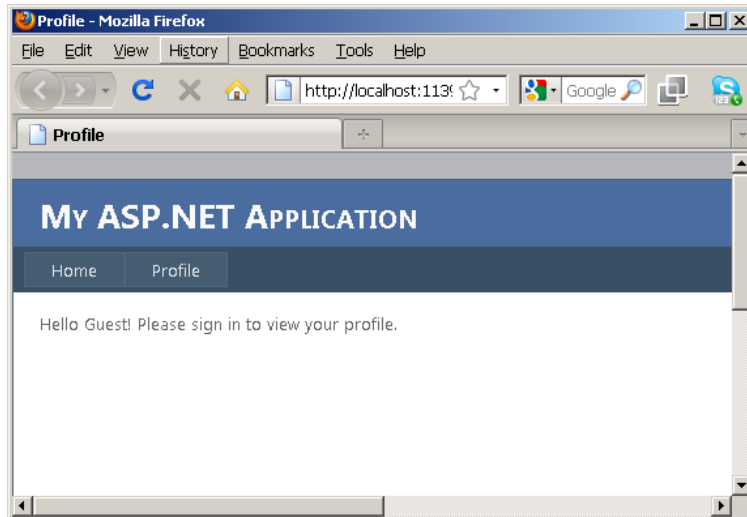 Profile - Mozilla Firefox
File Edit View History Bookmarks Tools Help
http://localhost:113 Google
Profile
My ASP.NET Application
Home Profile
Hello Guest! Please sign in to view your profile.